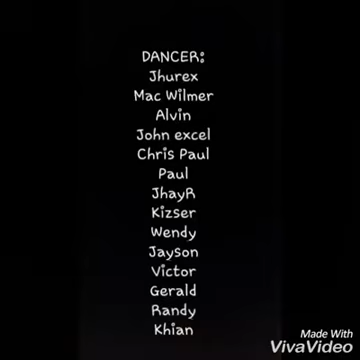 DANCER:
Jhurex
Mac Wilmer
Alvin
John excel
Chris Paul
Paul
JhayR
Kizser
Wendy
Jayson
Victor
Gerald
Randy
Khian
Made With
VivaVideo